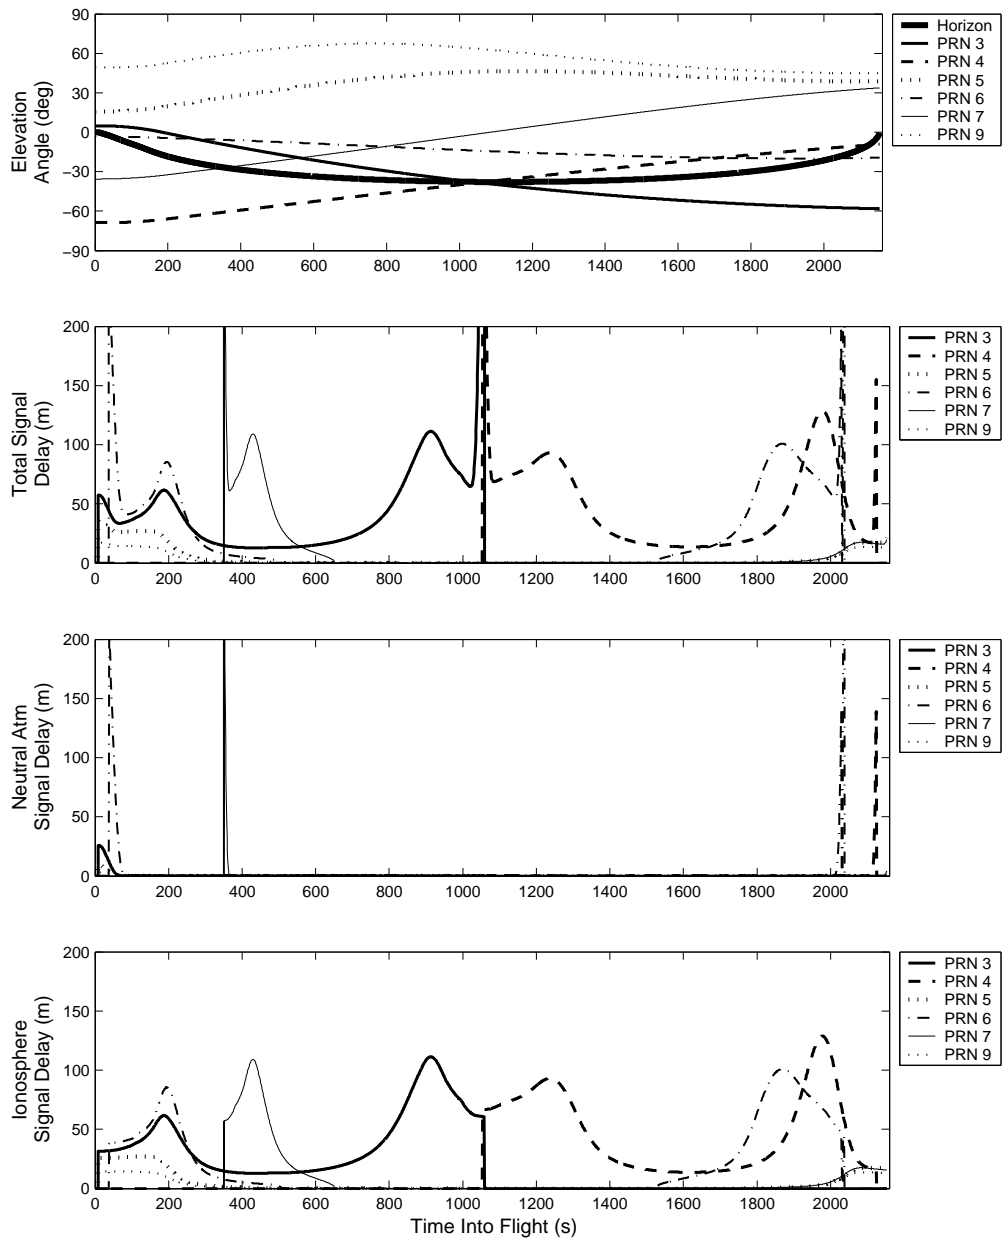 90
60
30
0
−30
−60
−90
Elevation
Angle (deg)
0 200 400 600 800 1000 1200 1400 1600 1800 2000
Horizon
PRN 3
PRN 4
PRN 5
PRN 6
PRN 7
PRN 9
200
150
100
50
0
Total Signal
Delay (m)
0 200 400 600 800 1000 1200 1400 1600 1800 2000
PRN 3
PRN 4
PRN 5
PRN 6
PRN 7
PRN 9
200
150
100
50
0
Neutral Atm
Signal Delay (m)
0 200 400 600 800 1000 1200 1400 1600 1800 2000
PRN 3
PRN 4
PRN 5
PRN 6
PRN 7
PRN 9
200
150
100
50
0
Ionosphere
Signal Delay (m)
0 200 400 600 800 1000 1200 1400 1600 1800 2000
Time Into Flight (s)
PRN 3
PRN 4
PRN 5
PRN 6
PRN 7
PRN 9